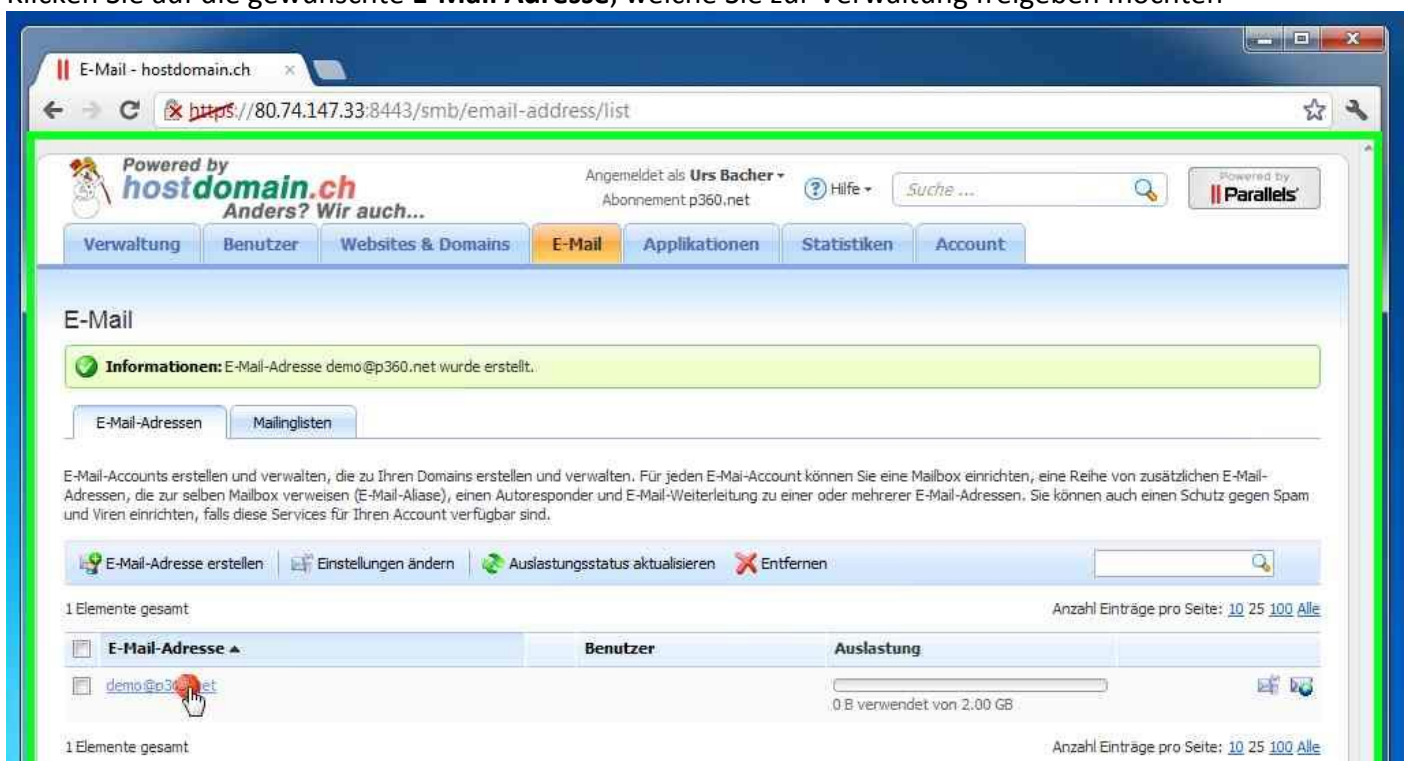 Klicken Sie auf die gewünschte E-Mail Adresse, welche Sie zur Verwaltung freigeben möchten
E-Mail - hostdomain.ch
https://80.74.147.33:8443/smb/email-address/list
Powered by
hostdomain.ch
Anders? Wir auch...
Angemeldet als Urs Bacher
Abonnement p360.net
Hilfe
Suche ...
Powered by
Parallels
Verwaltung Benutzer Websites & Domains E-Mail Applikationen Statistiken Account
E-Mail
Informationen: E-Mail-Adresse demo@p360.net wurde erstellt.
E-Mail-Adressen Mailinglisten
E-Mail-Accounts erstellen und verwalten, die zu Ihren Domains erstellen und verwalten. Für jeden E-Mai-Account können Sie eine Mailbox einrichten, eine Reihe von zusätzlichen E-Mail-
Adressen, die zur selben Mailbox verweisen (E-Mail-Aliase), einen Autoresponder und E-Mail-Weiterleitung zu einer oder mehrerer E-Mail-Adressen. Sie können auch einen Schutz gegen Spam
und Viren einrichten, falls diese Services für Ihren Account verfügbar sind.
E-Mail-Adresse erstellen Einstellungen ändern Auslastungsstatus aktualisieren Entfernen
1 Elemente gesamt Anzahl Einträge pro Seite: 10 25 100 Alle
E-Mail-Adresse Benutzer Auslastung
0 B verwendet von 2.00 GB
1 Elemente gesamt Anzahl Einträge pro Seite: 10 25 100 Alle